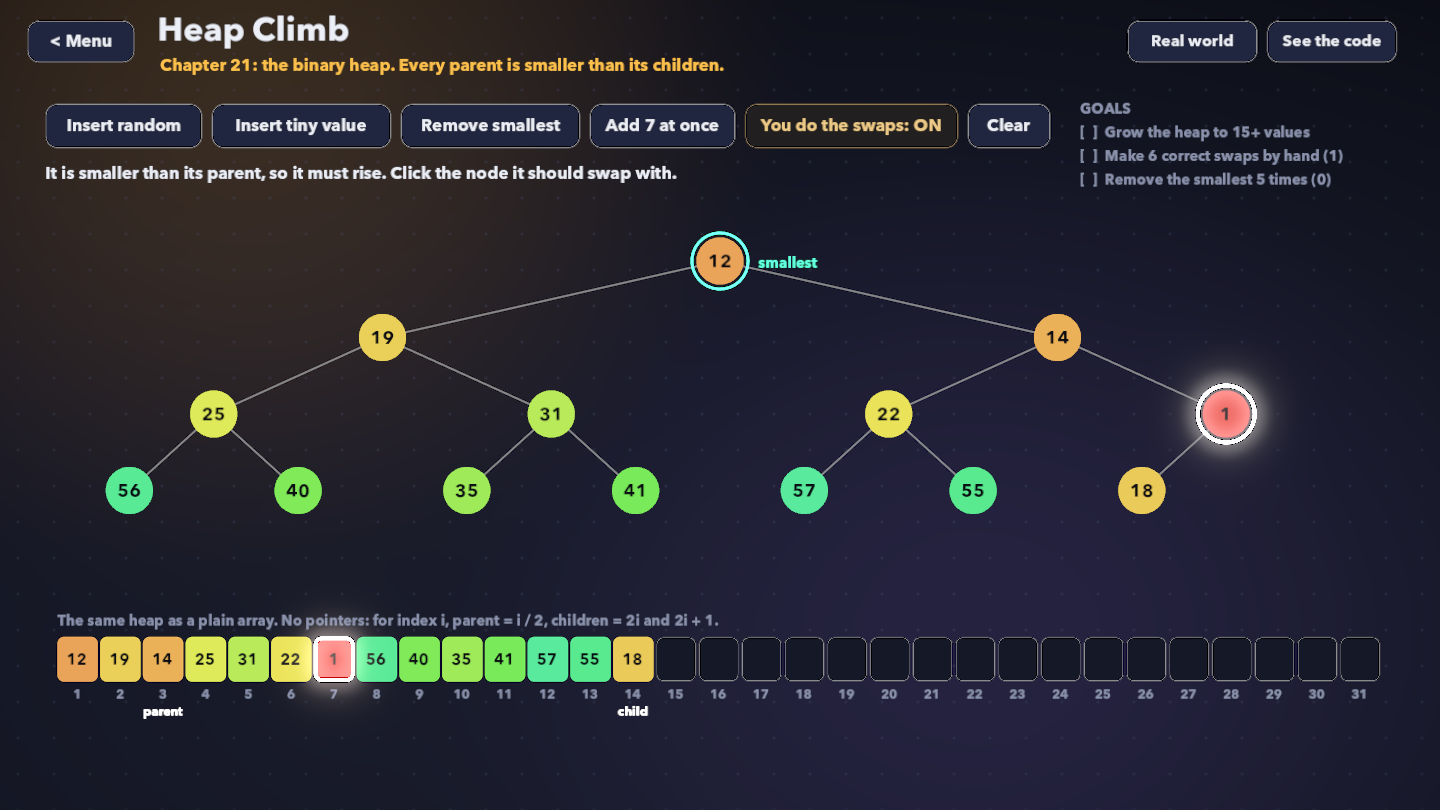 < Menu
Heap Climb
Chapter 21: the binary heap. Every parent is smaller than its children.
Real world
See the code
Insert random
Insert tiny value
Remove smallest
Add 7 at once
You do the swaps: ON
Clear
GOALS
[ ] Grow the heap to 15+ values
[ ] Make 6 correct swaps by hand (1)
[ ] Remove the smallest 5 times (0)
It is smaller than its parent, so it must rise. Click the node it should swap with.
12 smallest
19 14
25 31 22 1
56 40 35 41 57 55 18
The same heap as a plain array. No pointers: for index i, parent = i / 2, children = 2i and 2i + 1.
12 19 14 25 31 22 1 56 40 35 41 57 55 18
1 2 3 4 5 6 7 8 9 10 11 12 13 14 15 16 17 18 19 20 21 22 23 24 25 26 27 28 29 30 31
parent child